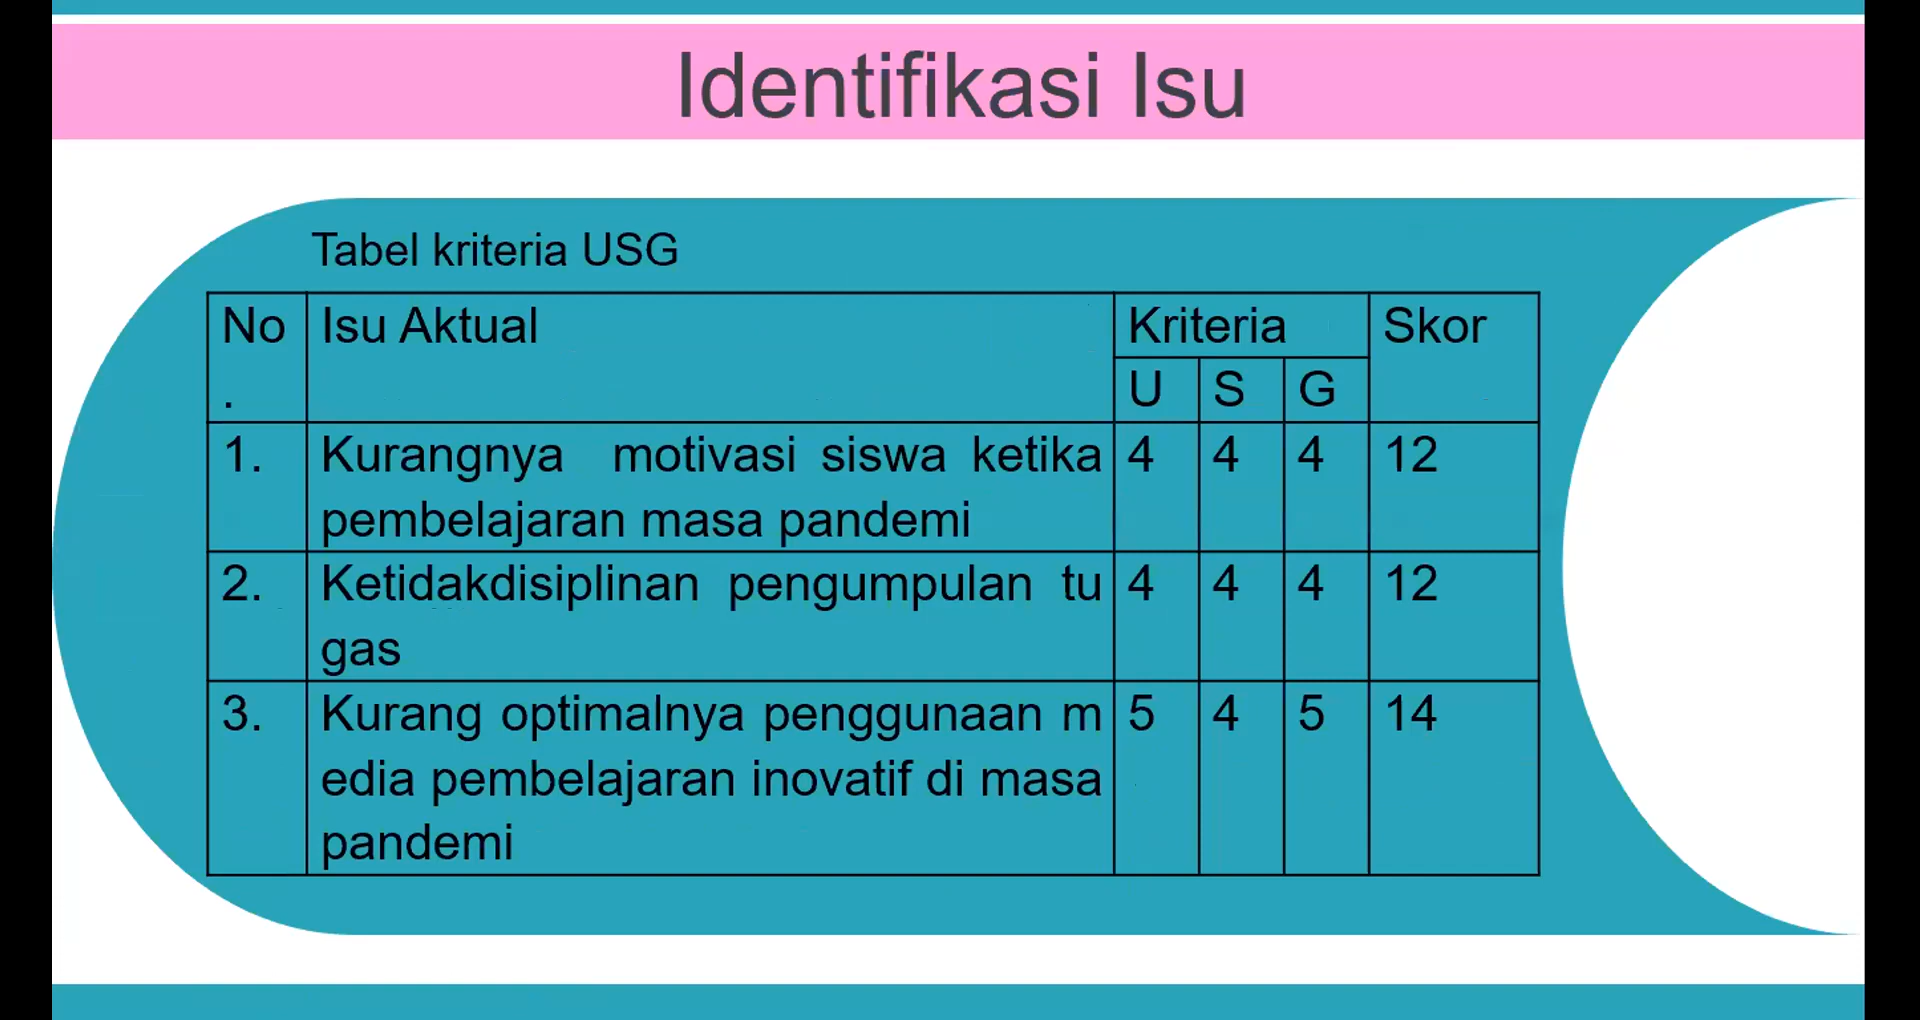 Identifikasi Isu
Tabel kriteria USG
No Isu Aktual Kriteria Skor
. U S G
1. Kurangnya motivasi siswa ketika 4 4 4 12
pembelajaran masa pandemi
2. Ketidakdisiplinan pengumpulan tu 4 4 4 12
gas
3. Kurang optimalnya penggunaan m 5 4 5 14
edia pembelajaran inovatif di masa
pandemi